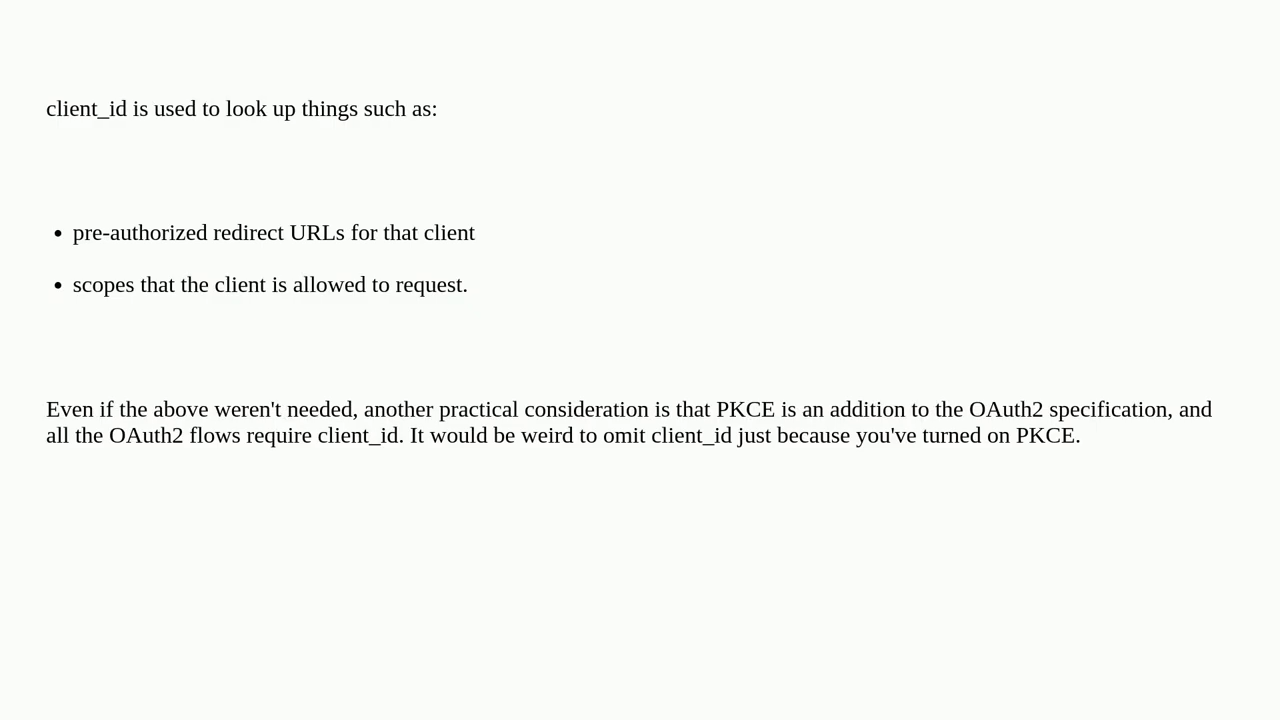 client_id is used to look up things such as:
• pre-authorized redirect URLs for that client
• scopes that the client is allowed to request.
Even if the above weren't needed, another practical consideration is that PKCE is an addition to the OAuth2 specification, and
all the OAuth2 flows require client_id. It would be weird to omit client_id just because you've turned on PKCE.